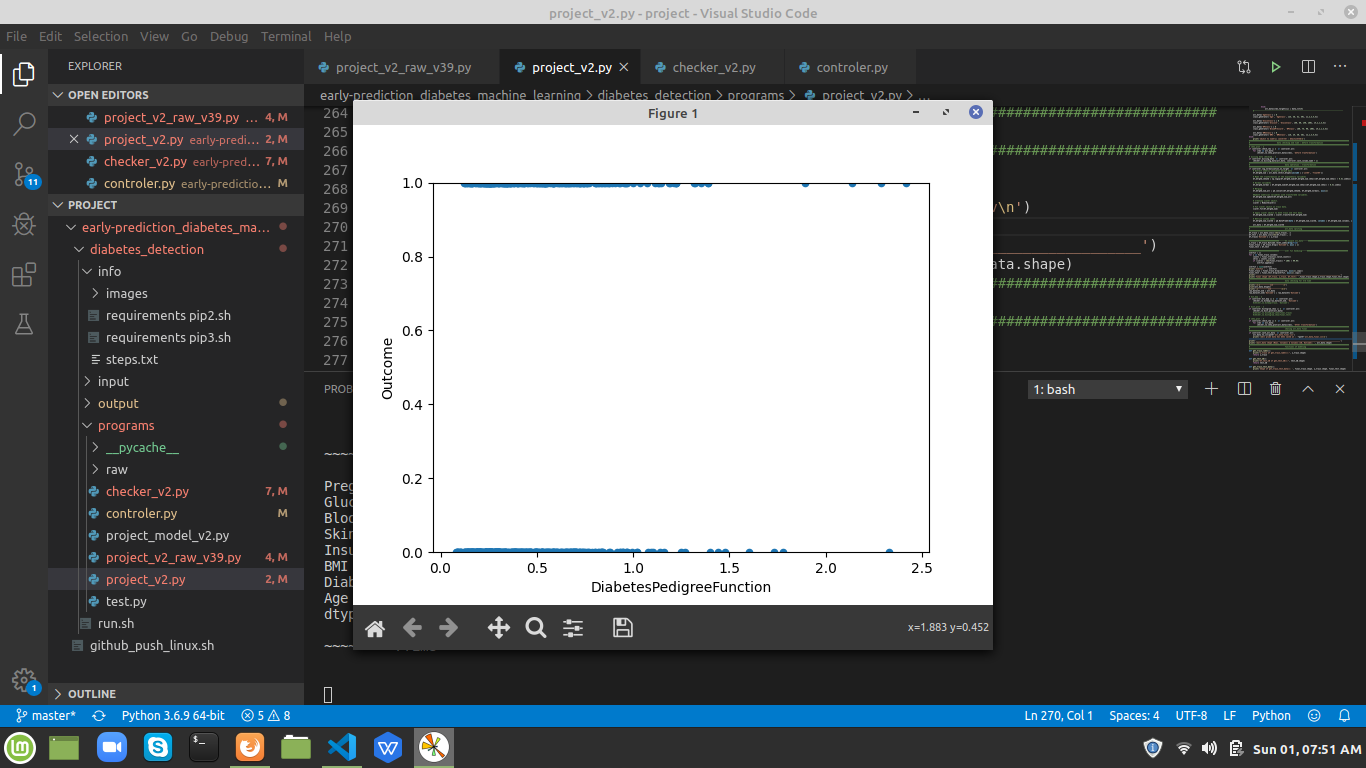 project_v2.py - project - Visual Studio Code
File Edit Selection View Go Debug Terminal Help
EXPLORER
OPEN EDITORS
project_v2_raw_v39.py ... 4, M
project_v2.py early-predi... 2, M
checker_v2.py early-pred... 7, M
controler.py early-predictio... M
PROJECT
early-prediction_diabetes_ma...
diabetes_detection
info
images
requirements pip2.sh
requirements pip3.sh
steps.txt
input
output
programs
__pycache__
raw
checker_v2.py 7, M
controler.py M
project_model_v2.py
project_v2_raw_v39.py 4, M
project_v2.py 2, M
test.py
run.sh
github_push_linux.sh
OUTLINE
11
1
project_v2_raw_v39.py project_v2.py checker_v2.py controler.py
early-prediction_diabetes_machine_learning > diabetes_detection > programs > project_v2.py > ...
264
265
266
267
268
269 \n')
270
271 ')
272 ata.shape)
273
274
275
276
277
Figure 1
1.0
0.8
0.6
0.4
0.2
0.0
Outcome
0.0 0.5 1.0 1.5 2.0 2.5
DiabetesPedigreeFunction
x=1.883 y=0.452
PROB
1: bash
~~~~
Preg
Gluc
Bloo
Skin
Insu
BMI
Diab
Age
dtyp
~~~~
master* Python 3.6.9 64-bit 5 8 Ln 270, Col 1 Spaces: 4 UTF-8 LF Python
Sun 01, 07:51 AM